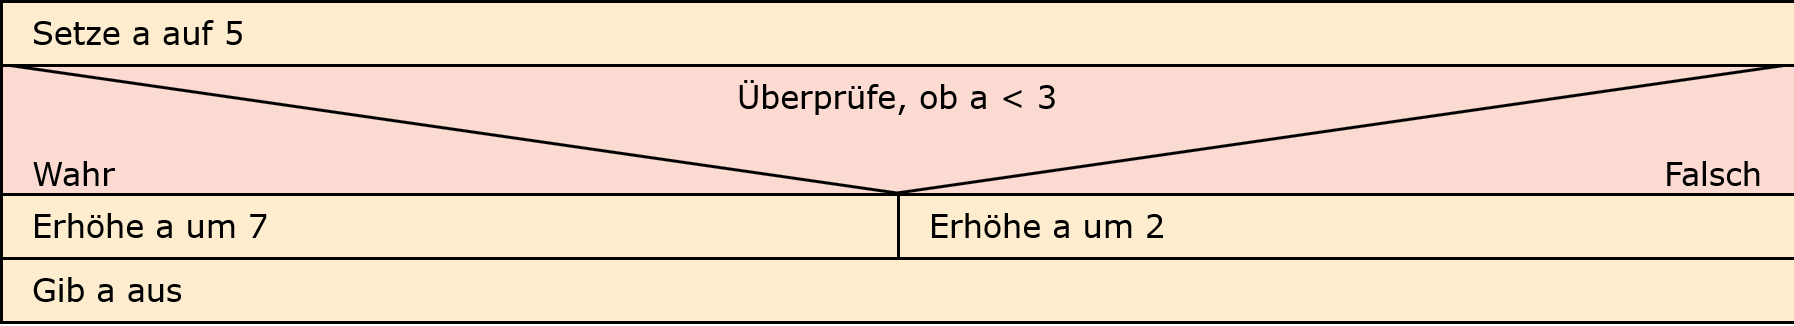 Setze a auf 5
Überprüfe, ob a < 3
Wahr
Falsch
Erhöhe a um 7
Erhöhe a um 2
Gib a aus